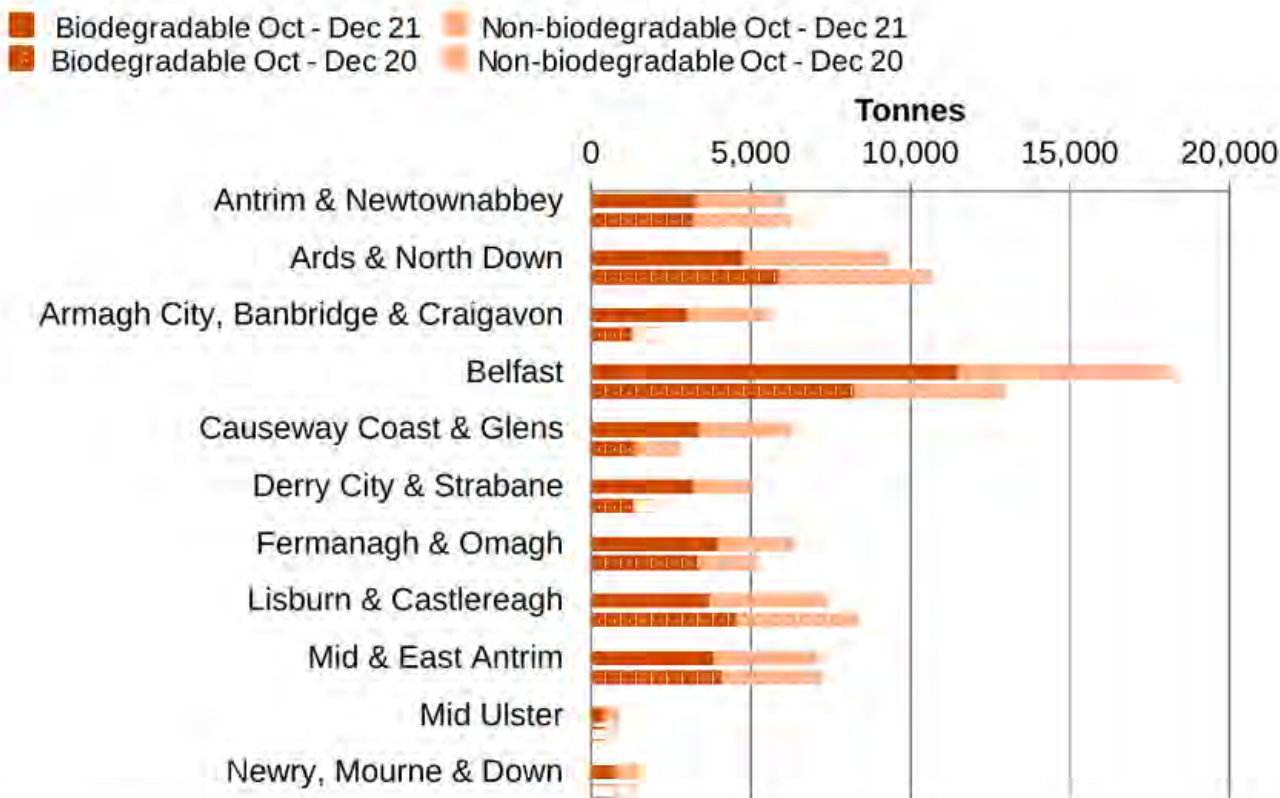 Biodegradable Oct - Dec 21 Non-biodegradable Oct - Dec 21
Biodegradable Oct - Dec 20 Non-biodegradable Oct - Dec 20
Tonnes
0 5,000 10,000 15,000 20,000
Antrim & Newtownabbey
Ards & North Down
Armagh City, Banbridge & Craigavon
Belfast
Causeway Coast & Glens
Derry City & Strabane
Fermanagh & Omagh
Lisburn & Castlereagh
Mid & East Antrim
Mid Ulster
Newry, Mourne & Down